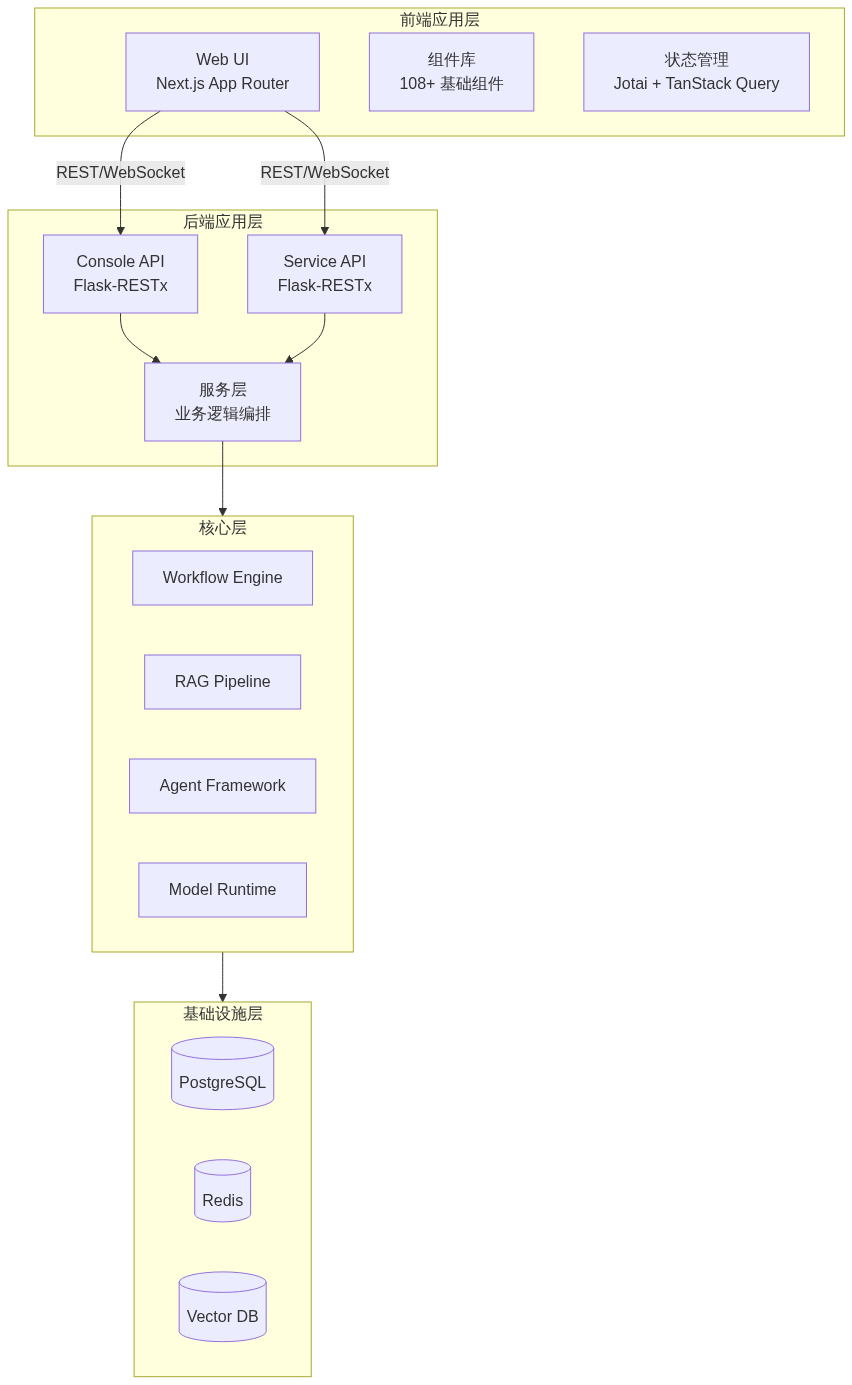 前端应用层
Web UI
Next.js App Router
组件库
108+ 基础组件
状态管理
Jotai + TanStack Query
REST/WebSocket
REST/WebSocket
后端应用层
Console API
Flask-RESTx
Service API
Flask-RESTx
服务层
业务逻辑编排
核心层
Workflow Engine
RAG Pipeline
Agent Framework
Model Runtime
基础设施层
PostgreSQL
Redis
Vector DB